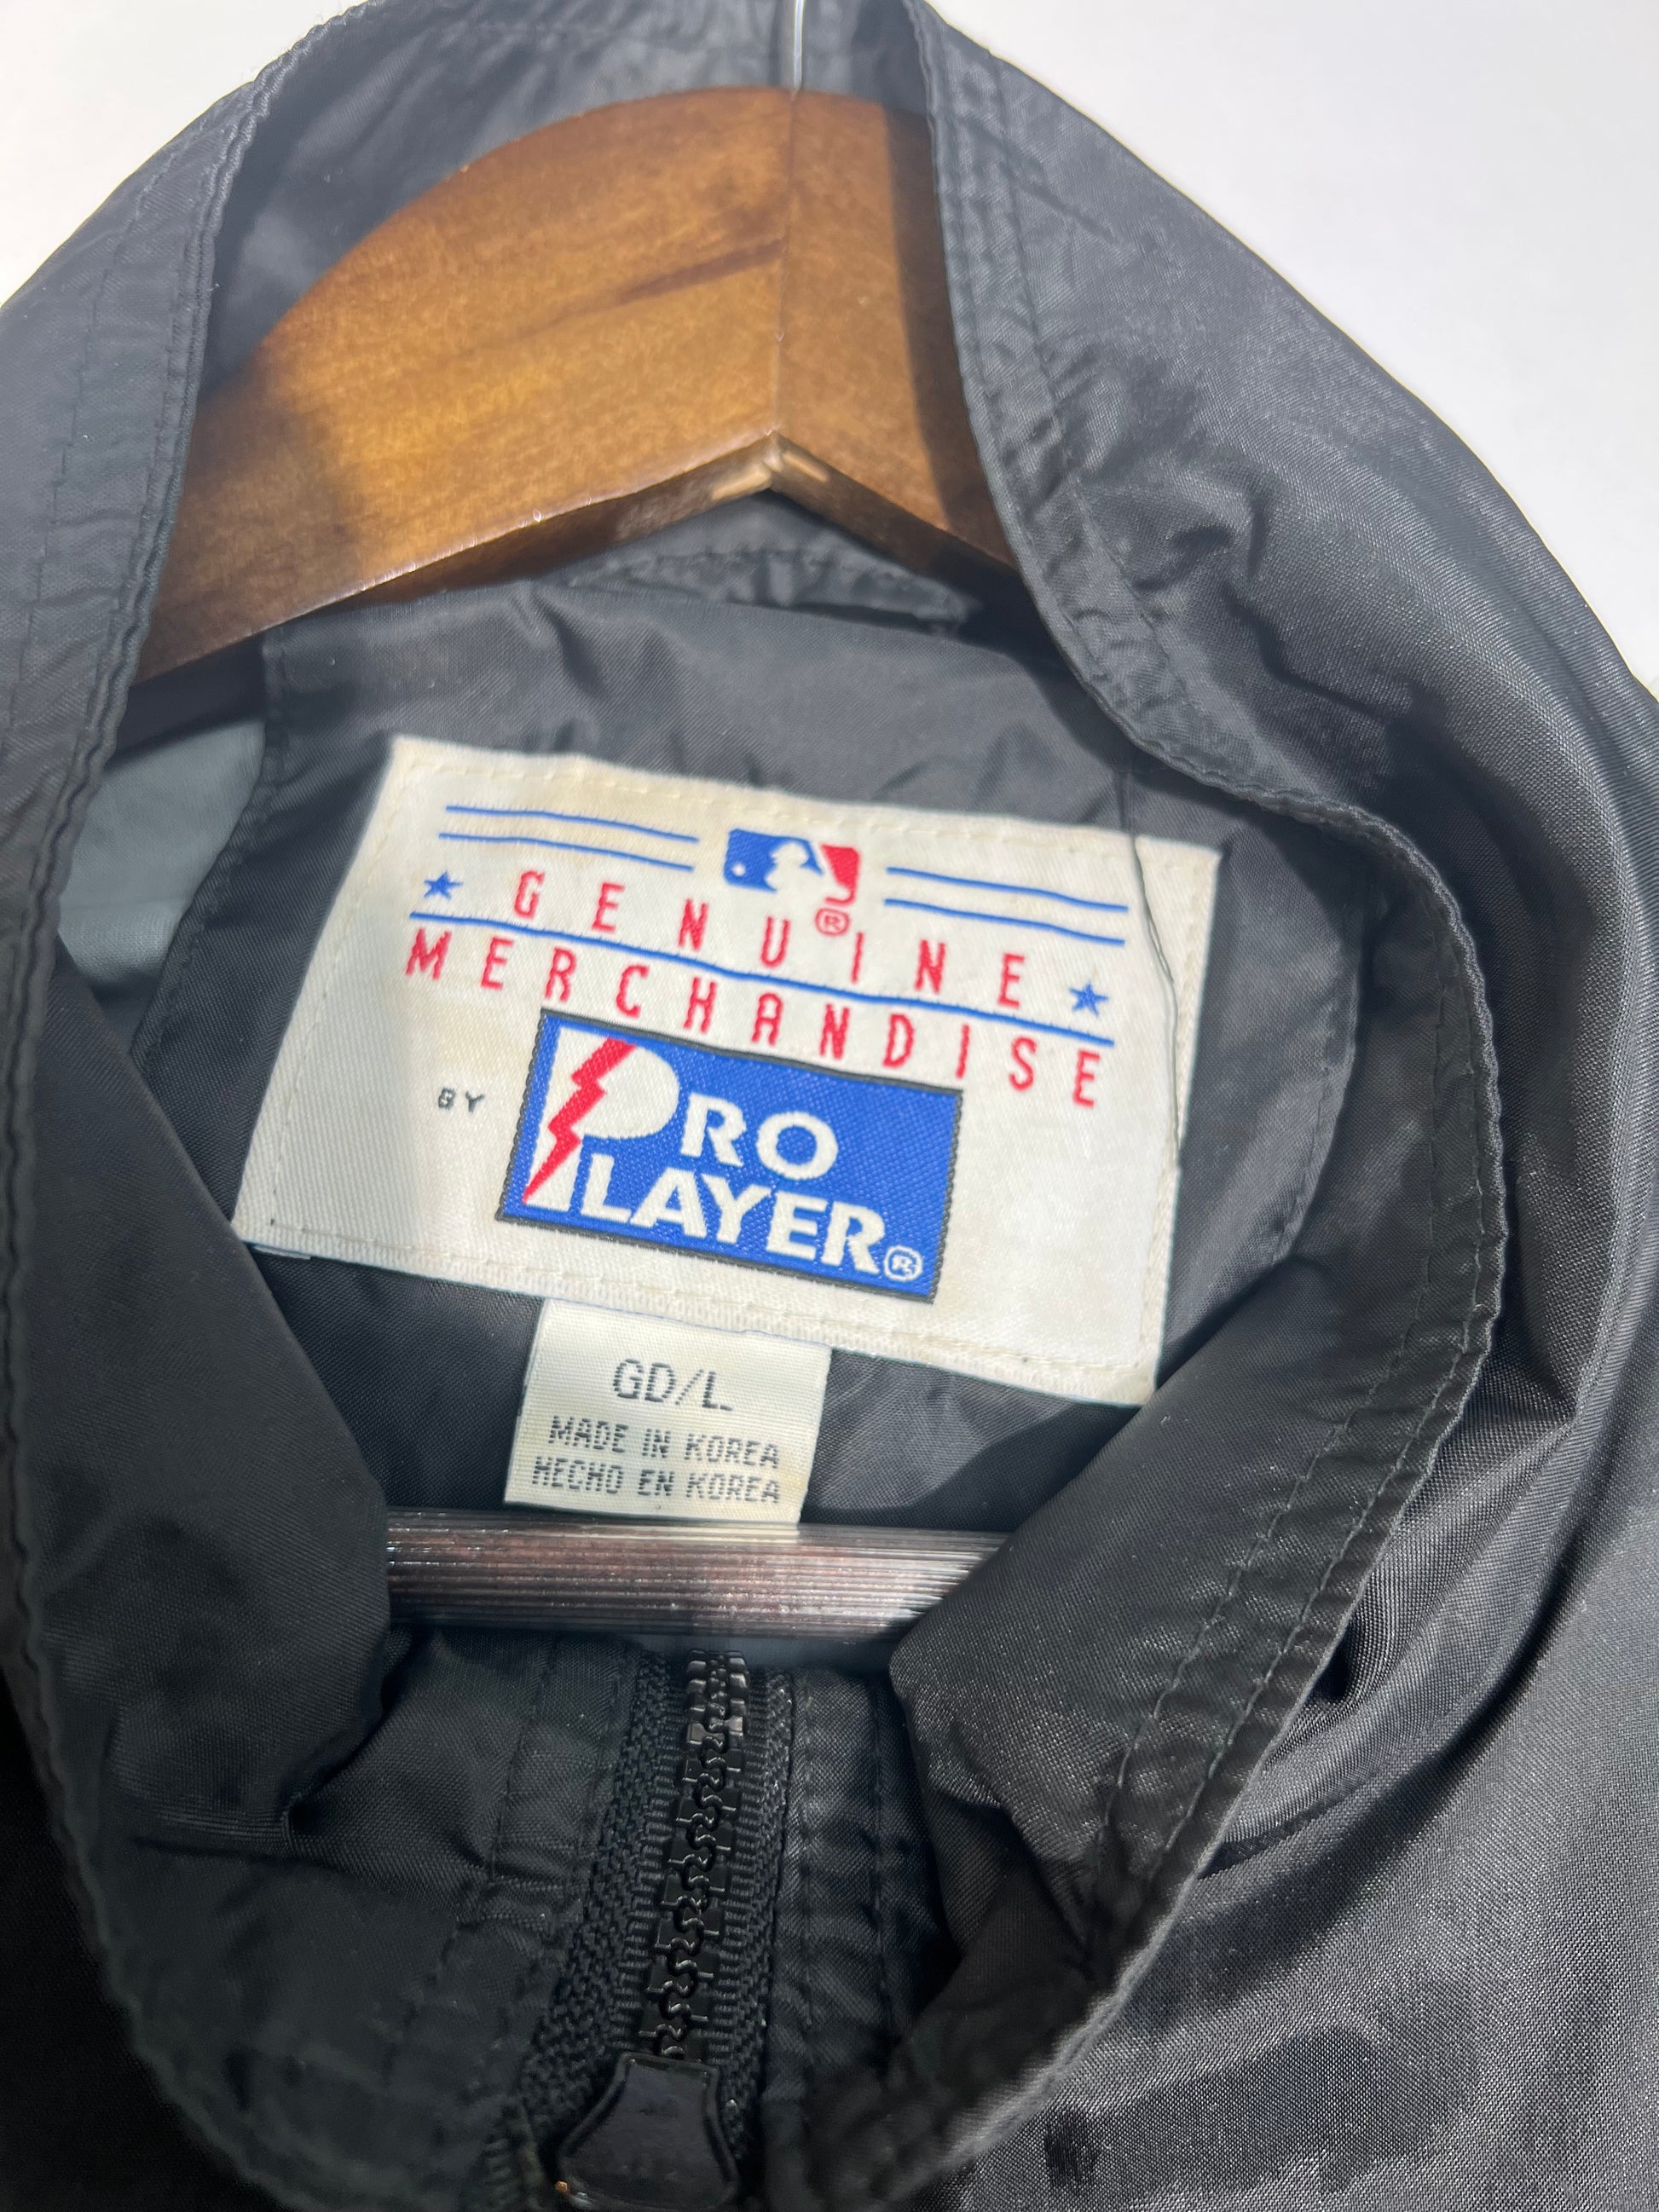 GENUINE
MERCHANDISE
BY PRO
PLAYER®
GD/L
MADE IN KOREA
HECHO EN KOREA